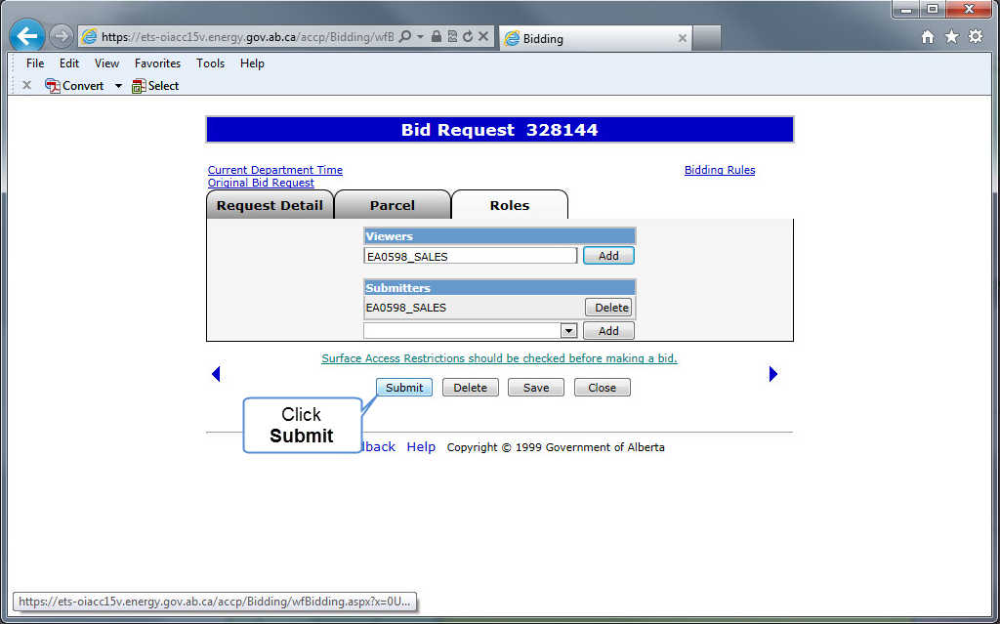 https://ets-oiacc15v.energy.gov.ab.ca/accp/Bidding/wfB
Bidding
File Edit View Favorites Tools Help
Convert Select
Bid Request 328144
Current Department Time
Bidding Rules
Original Bid Request
Request Detail Parcel Roles
Viewers
EA0598_SALES Add
Submitters
EA0598_SALES Delete
Add
Surface Access Restrictions should be checked before making a bid.
Submit Delete Save Close
Click
Submit
dback Help Copyright © 1999 Government of Alberta
https://ets-oiacc15v.energy.gov.ab.ca/accp/Bidding/wfBidding.aspx?x=0U...